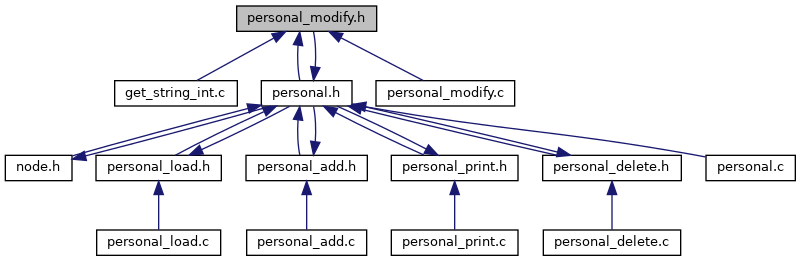 personal_modify.h
get_string_int.c
personal.h
personal_modify.c
node.h
personal_load.h
personal_add.h
personal_print.h
personal_delete.h
personal.c
personal_load.c
personal_add.c
personal_print.c
personal_delete.c